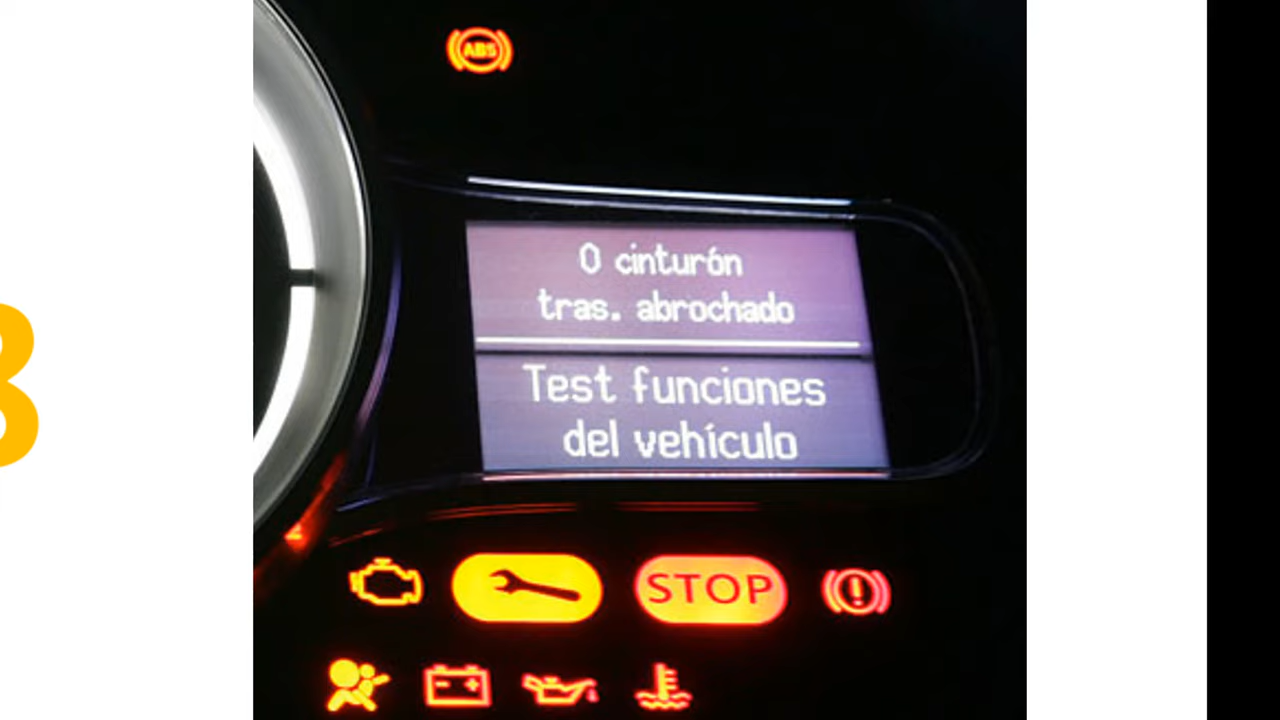 ABS
0 cinturón
tras. abrochado
Test funciones
del vehículo
STOP